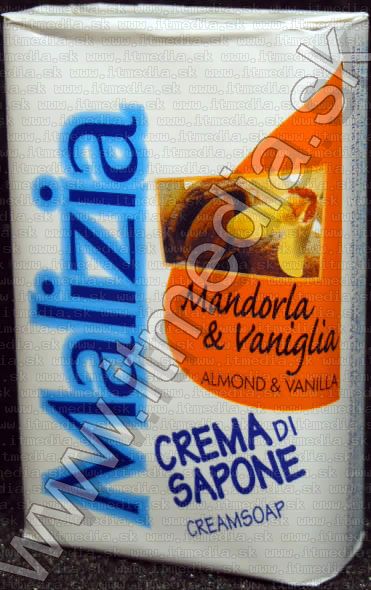 Malizia
Mandorla
& Vaniglia
ALMOND & VANILLA
CREMA DI
SAPONE
CREAMSOAP
www.itmedia.sk